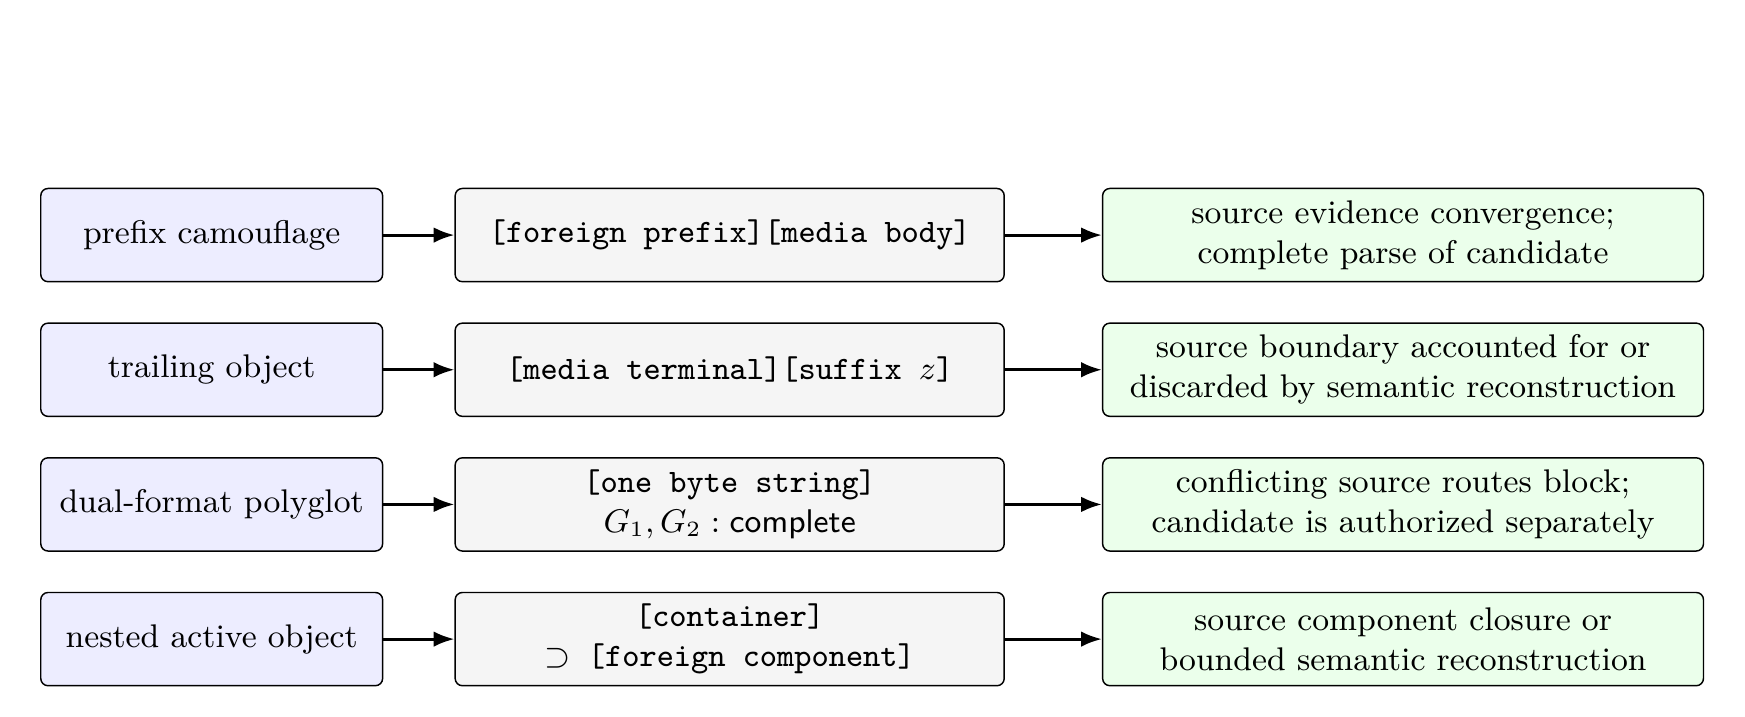 prefix camouflage
[foreign prefix][media body]
source evidence convergence;
complete parse of candidate
trailing object
[media terminal][suffix z]
source boundary accounted for or
discarded by semantic reconstruction
dual-format polyglot
[one byte string]
G₁, G₂ : complete
conflicting source routes block;
candidate is authorized separately
nested active object
[container]
⊃ [foreign component]
source component closure or
bounded semantic reconstruction